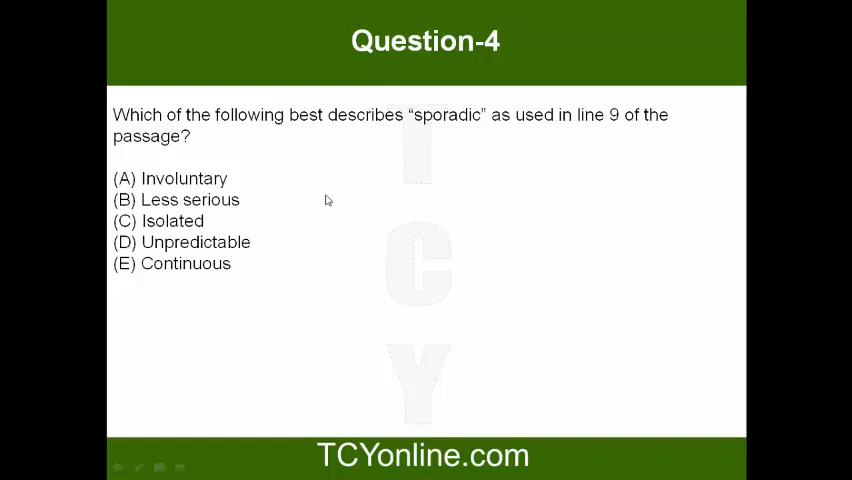 Question-4
Which of the following best describes “sporadic” as used in line 9 of the
passage?
(A) Involuntary
(B) Less serious
(C) Isolated
(D) Unpredictable
(E) Continuous
T
C
Y
TCYonline.com